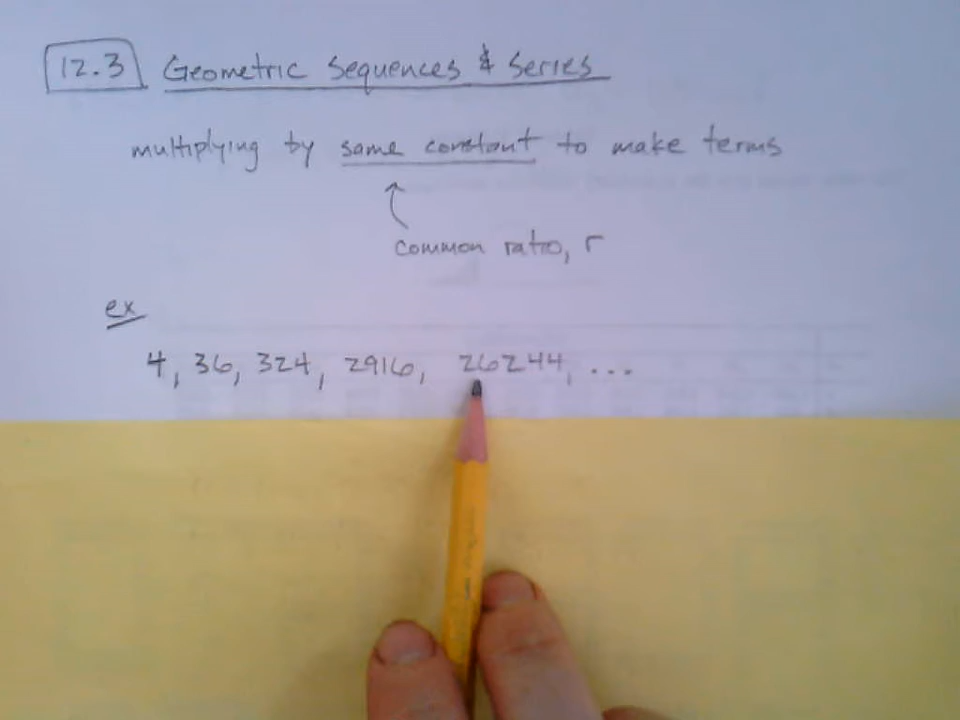 12.3 Geometric Sequences & Series
multiplying by same constant to make terms
common ratio, r
ex
4, 36, 324, 2916, 26244, ...